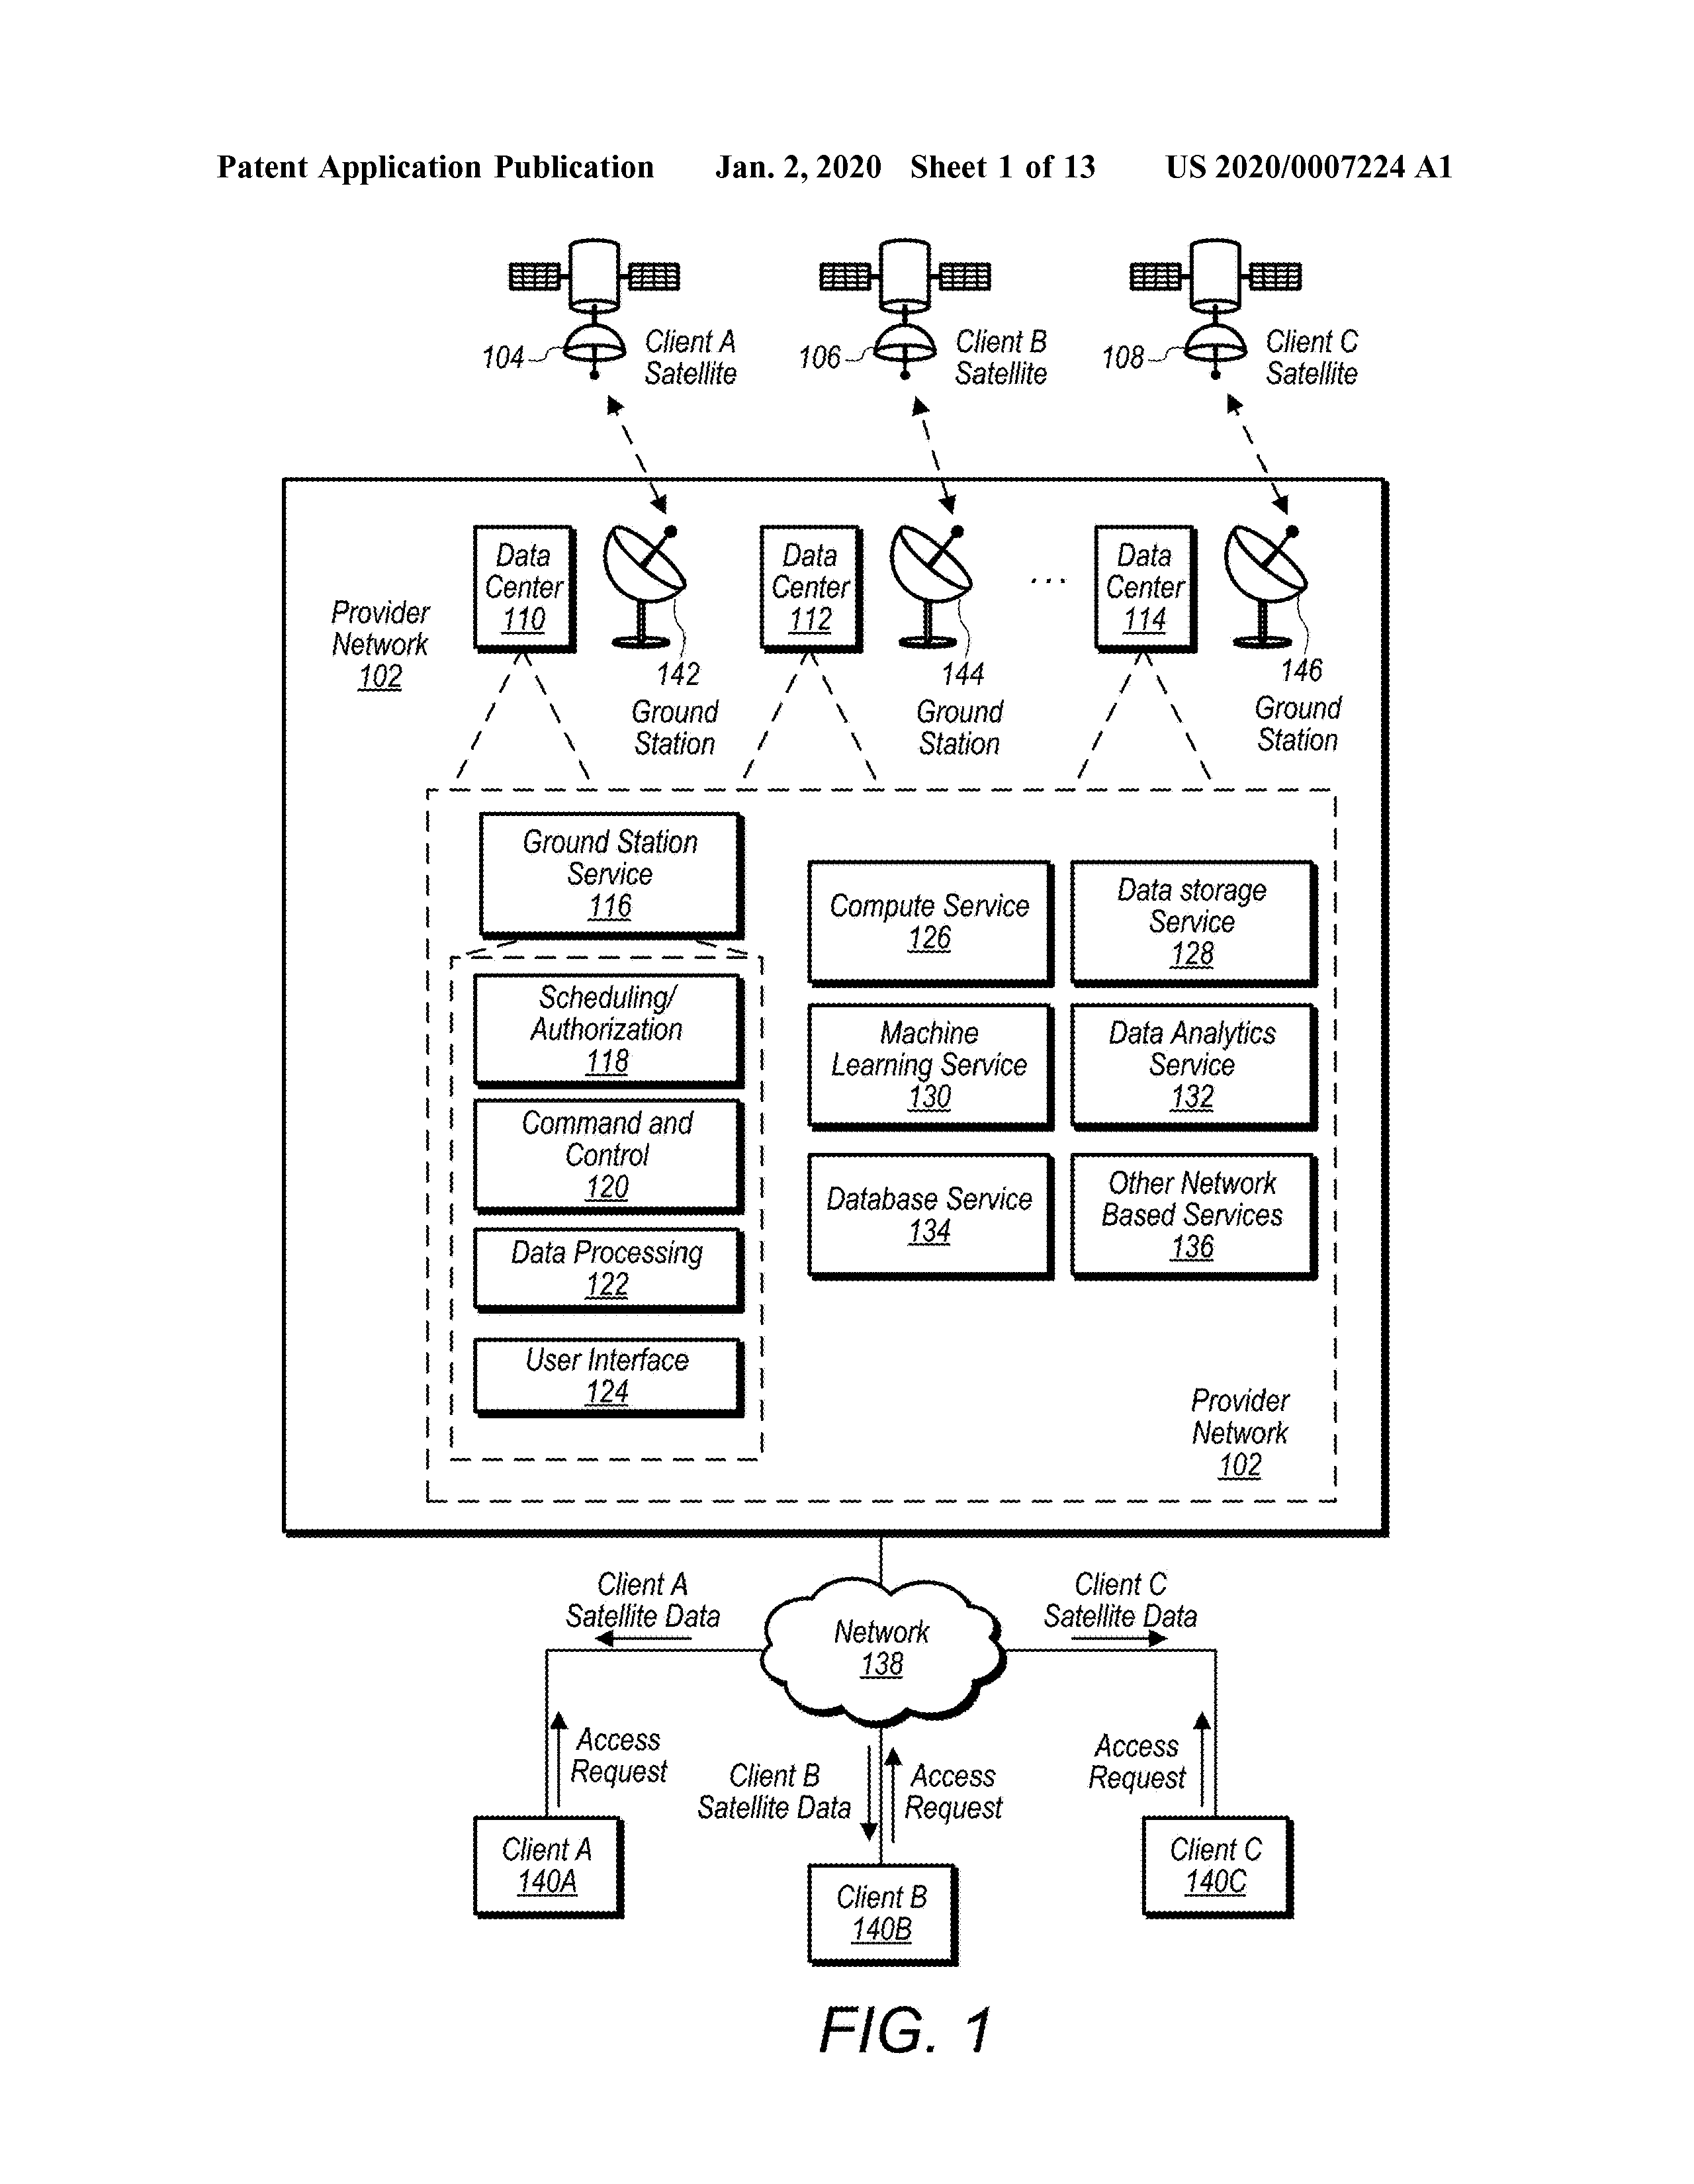 Patent Application Publication Jan. 2, 2020 Sheet 1 of 13 US 2020/0007224 A1
104
Client A
Satellite
106
Client B
Satellite
108
Client C
Satellite
Provider
Network
102
Data
Center
110
142
Ground
Station
Data
Center
112
144
Ground
Station
...
Data
Center
114
146
Ground
Station
Ground Station
Service
116
Scheduling/
Authorization
118
Command and
Control
120
Data Processing
122
User Interface
124
Compute Service
126
Data storage
Service
128
Machine
Learning Service
130
Data Analytics
Service
132
Database Service
134
Other Network
Based Services
136
Provider
Network
102
Client A
Satellite Data
Network
138
Client C
Satellite Data
Access
Request
Client B
Satellite Data
Access
Request
Access
Request
Client A
140A
Client B
140B
Client C
140C
FIG. 1